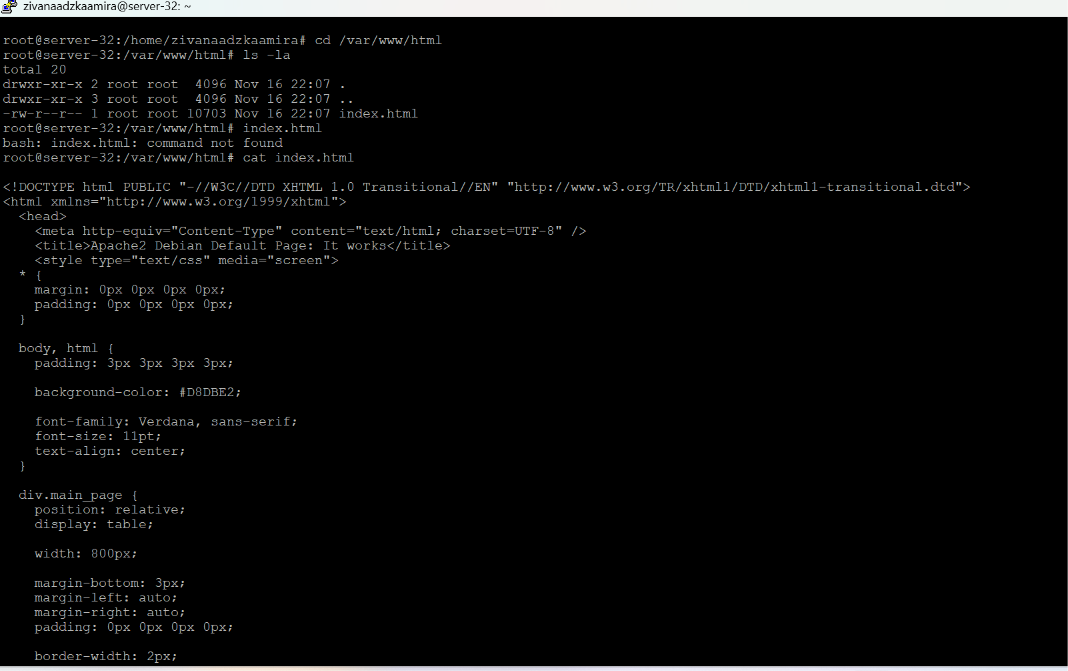 zivanaadzkaamira@server-32: ~
root@server-32:/home/zivanaadzkaamira# cd /var/www/html
root@server-32:/var/www/html# ls -la
total 20
drwxr-xr-x 2 root root  4096 Nov 16 22:07 .
drwxr-xr-x 3 root root  4096 Nov 16 22:07 ..
-rw-r--r-- 1 root root 10703 Nov 16 22:07 index.html
root@server-32:/var/www/html# index.html
bash: index.html: command not found
root@server-32:/var/www/html# cat index.html
<!DOCTYPE html PUBLIC "-//W3C//DTD XHTML 1.0 Transitional//EN" "http://www.w3.org/TR/xhtml1/DTD/xhtml1-transitional.dtd">
<html xmlns="http://www.w3.org/1999/xhtml">
  <head>
    <meta http-equiv="Content-Type" content="text/html; charset=UTF-8" />
    <title>Apache2 Debian Default Page: It works</title>
    <style type="text/css" media="screen">
  * {
    margin: 0px 0px 0px 0px;
    padding: 0px 0px 0px 0px;
  }
  body, html {
    padding: 3px 3px 3px 3px;
    background-color: #D8DBE2;
    font-family: Verdana, sans-serif;
    font-size: 11pt;
    text-align: center;
  }
  div.main_page {
    position: relative;
    display: table;
    width: 800px;
    margin-bottom: 3px;
    margin-left: auto;
    margin-right: auto;
    padding: 0px 0px 0px 0px;
    border-width: 2px;